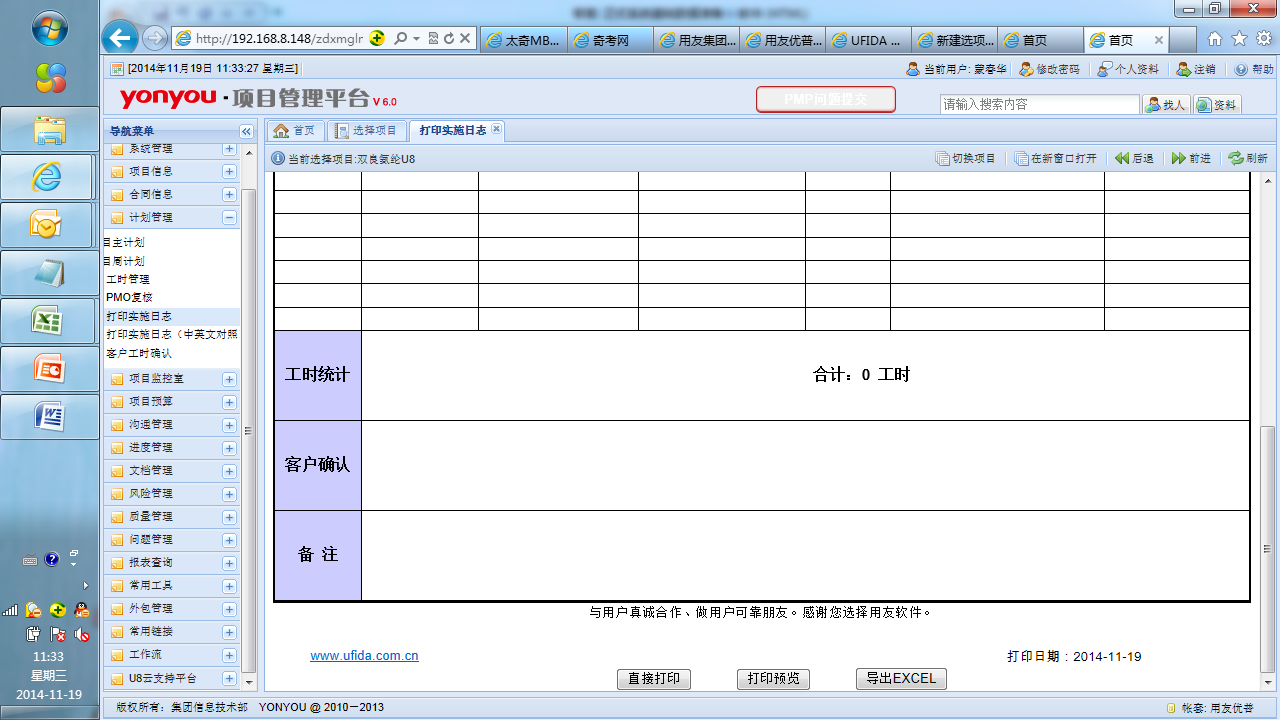 http://192.168.8.148/zdxmglr
太奇MB...
奇考网
用友集团...
用友优普...
UFIDA ...
新建选项...
首页
首页
[2014年11月19日 11:33:27 星期三]
当前用户: 蒙春华
修改密码
个人资料
注销
帮助
yonyou·项目管理平台 V 6.0
PMP问题提交
请输入搜索内容
找人
资料
导航菜单
首页
选择项目
打印实施日志
当前选择项目:双良氨纶U8
切换项目
在新窗口打开
后退
前进
刷新
系统管理
项目信息
合同信息
计划管理
目主计划
目周计划
工时管理
PMO复核
打印实施日志
打印实施日志（中英文对照
客户工时确认
项目监控室
项目预算
沟通管理
进度管理
文档管理
风险管理
质量管理
问题管理
报表查询
常用工具
外包管理
常用链接
工作流
U8云支持平台
工时统计
合计：0 工时
客户确认
备 注
与用户真诚合作、做用户可靠朋友。感谢您选择用友软件。
www.ufida.com.cn
打印日期：2014-11-19
直接打印
打印预览
导出EXCEL
版权所有：集团信息技术部 YONYOU @ 2010－2013
帐套: 用友优普
11:33
星期三
2014-11-19